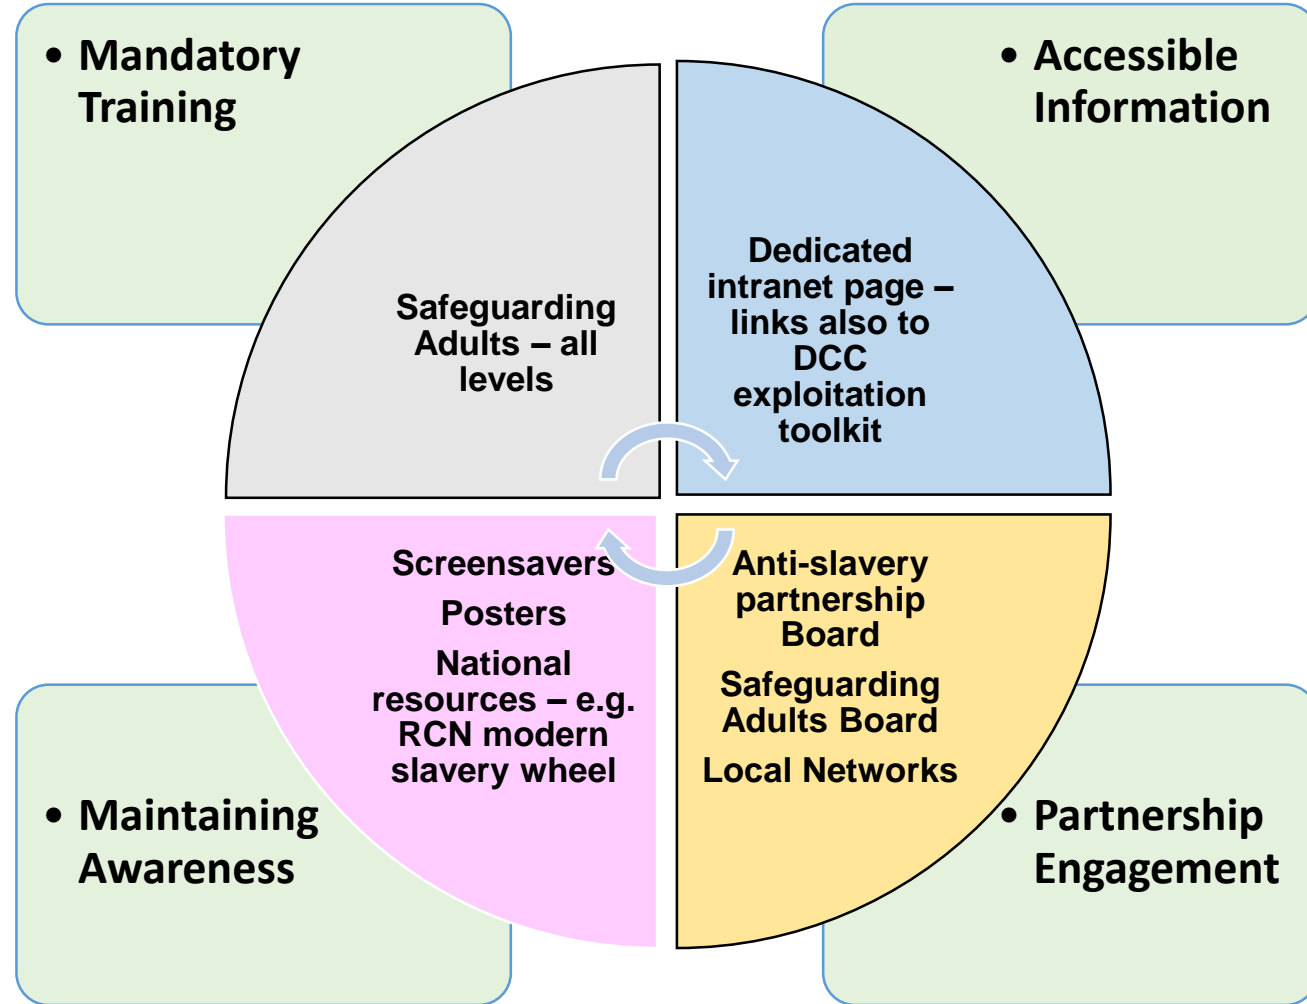 • Mandatory
Training
• Accessible
Information
Safeguarding
Adults – all
levels
Dedicated
intranet page –
links also to
DCC
exploitation
toolkit
Screensavers
Posters
National
resources – e.g.
RCN modern
slavery wheel
Anti-slavery
partnership
Board
Safeguarding
Adults Board
Local Networks
• Maintaining
Awareness
• Partnership
Engagement